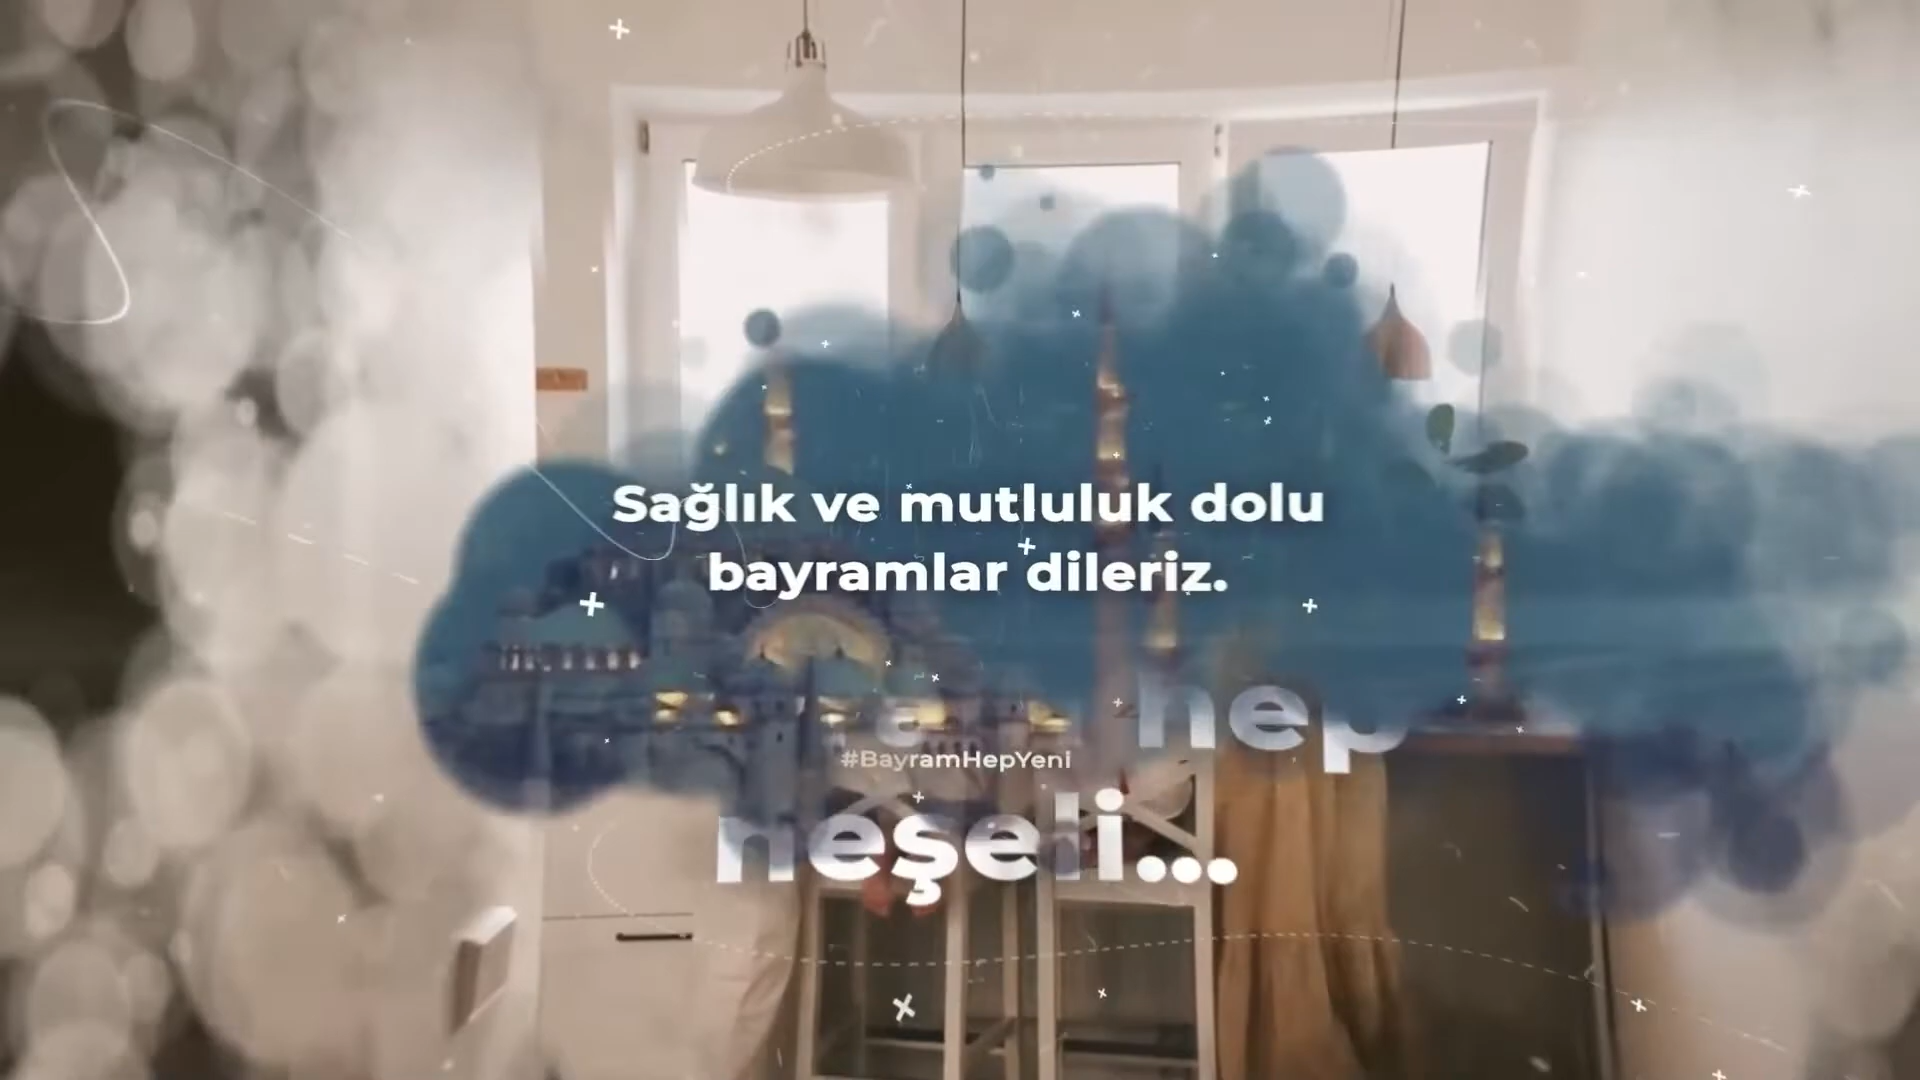 Sağlık ve mutluluk dolu
bayramlar dileriz.
hep
#BayramHepYeni
neşeli...